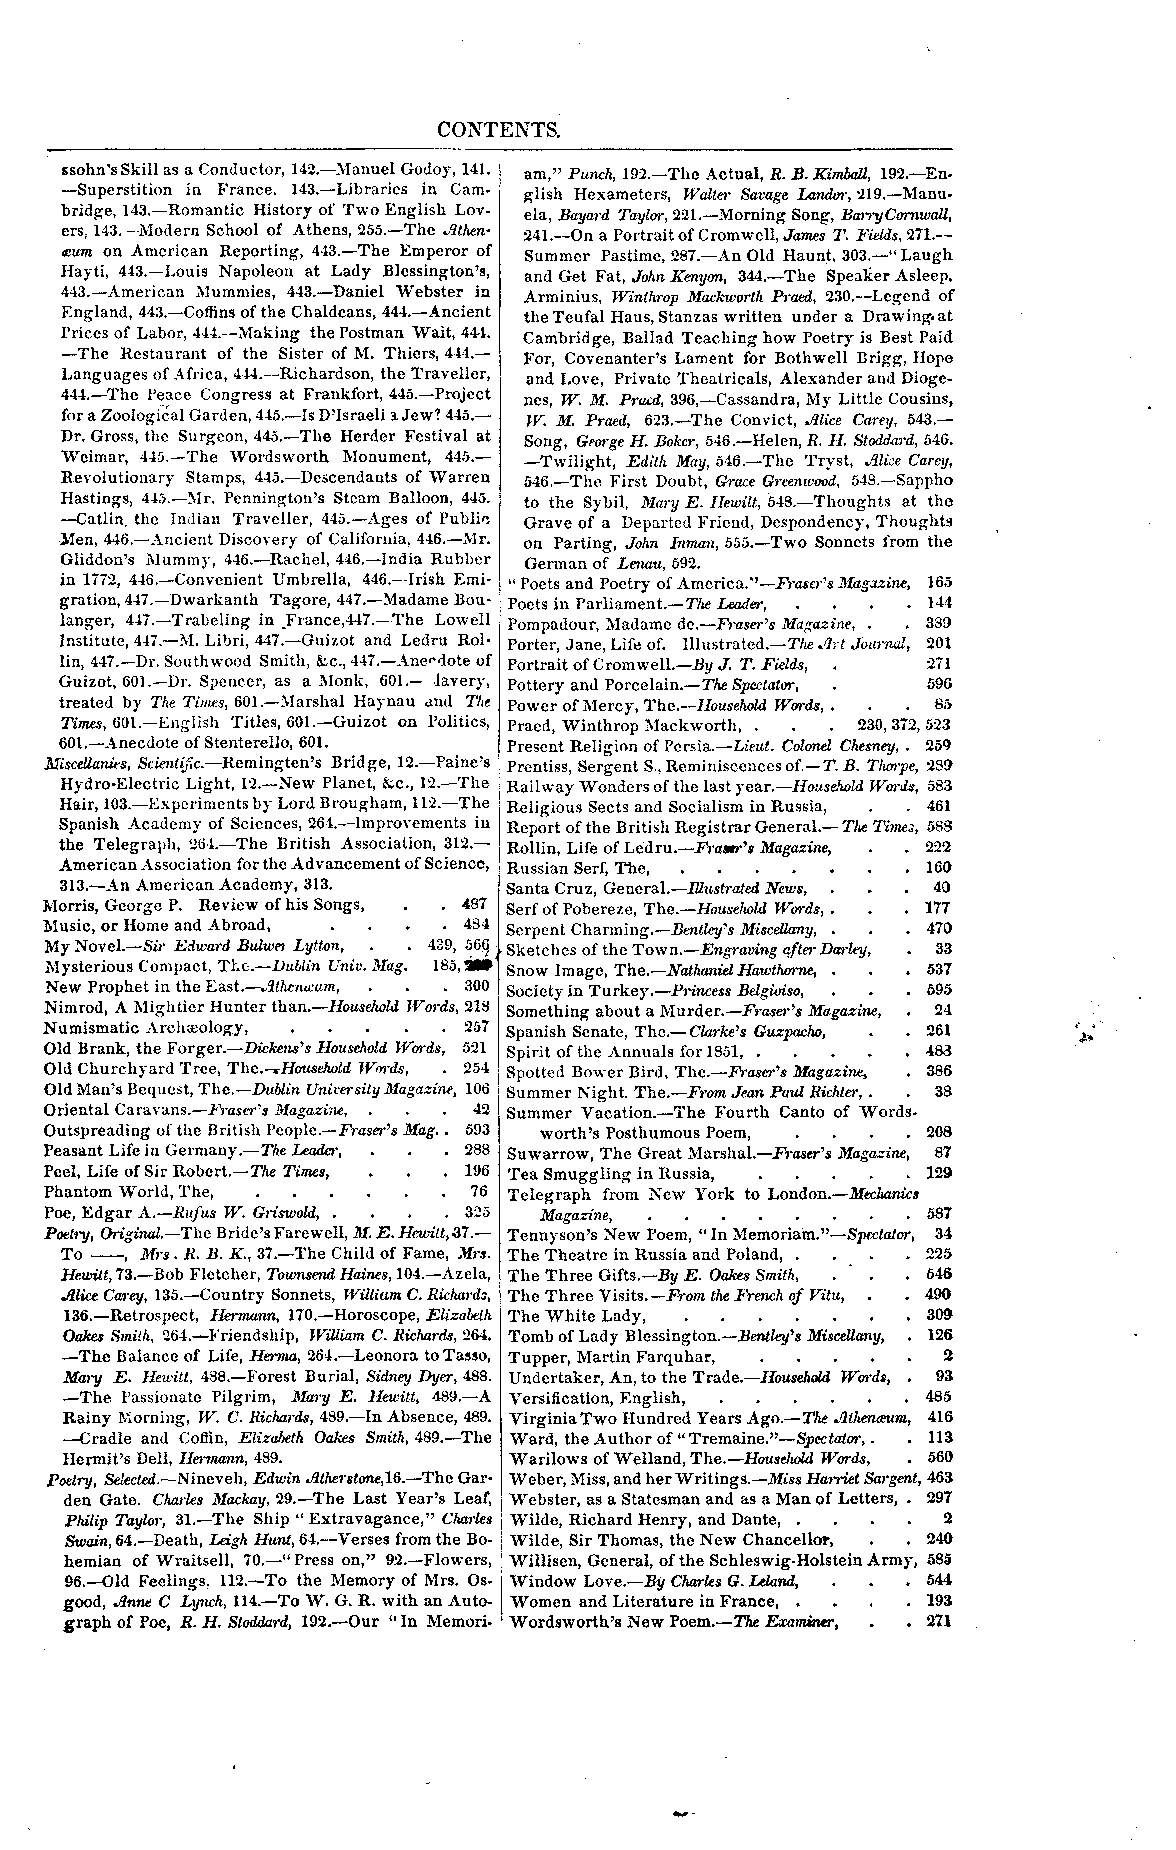 CONTENTS.
ssohn's Skill as a Conductor, 142.—Manuel Godoy, 141.
—Superstition in France. 143.—Libraries in Cam-
bridge, 143.—Romantic History of Two English Lov-
ers, 143.—Modern School of Athens, 255.—The Athen-
æum on American Reporting, 443.—The Emperor of
Hayti, 443.—Louis Napoleon at Lady Blessington's,
443.—American Mummies, 443.—Daniel Webster in
England, 443.—Coffins of the Chaldeans, 444.—Ancient
Prices of Labor, 444.—Making the Postman Wait, 444.
—The Restaurant of the Sister of M. Thiers, 444.—
Languages of Africa, 444.—Richardson, the Traveller,
444.—The Peace Congress at Frankfort, 445.—Project
for a Zoological Garden, 445.—Is D'Israeli a Jew? 445.—
Dr. Gross, the Surgeon, 445.—The Herder Festival at
Weimar, 445.—The Wordsworth Monument, 445.—
Revolutionary Stamps, 445.—Descendants of Warren
Hastings, 445.—Mr. Pennington's Steam Balloon, 445.
—Catlin, the Indian Traveller, 445.—Ages of Public
Men, 446.—Ancient Discovery of California, 446.—Mr.
Gliddon's Mummy, 446.—Rachel, 446.—India Rubber
in 1772, 446.—Convenient Umbrella, 446.—Irish Emi-
gration, 447.—Dwarkanth Tagore, 447.—Madame Bou-
langer, 447.—Trabeling in France, 447.—The Lowell
Institute, 447.—M. Libri, 447.—Guizot and Ledru Rol-
lin, 447.—Dr. Southwood Smith, &c., 447.—Anecdote of
Guizot, 601.—Dr. Spencer, as a Monk, 601.— lavery,
treated by The Times, 601.—Marshal Haynau and The
Times, 601.—English Titles, 601.—Guizot on Politics,
601.—Anecdote of Stenterello, 601.
Miscellanies, Scientific.—Remingten's Bridge, 12.—Paine's
Hydro-Electric Light, 12.—New Planet, &c., 12.—The
Hair, 103.—Experiments by Lord Brougham, 112.—The
Spanish Academy of Sciences, 264.—Improvements in
the Telegraph, 264.—The British Association, 312.—
American Association for the Advancement of Science,
313.—An American Academy, 313.
Morris, George P. Review of his Songs, . . 487
Music, or Home and Abroad, . . . . 484
My Novel.—Sir Edward Bulwer Lytton, . . 439, 566
Mysterious Compact, The.—Dublin Univ. Mag. 185,
New Prophet in the East.—Athenæum, . . . 300
Nimrod, A Mightier Hunter than.—Household Words, 218
Numismatic Archæology, . . . . . 257
Old Brank, the Forger.—Dickens's Household Words, 521
Old Churchyard Tree, The.—Household Words, . 254
Old Man's Bequest, The.—Dublin University Magazine, 106
Oriental Caravans.—Fraser's Magazine, . . . 42
Outspreading of the British People.—Fraser's Mag. . 593
Peasant Life in Germany.—The Leader, . . . 288
Peel, Life of Sir Robert.—The Times, . . . 196
Phantom World, The, . . . . . . 76
Poe, Edgar A.—Rufus W. Griswold, . . . . 325
Poetry, Original.—The Bride's Farewell, M. E. Hewitt, 37.—
To ——, Mrs. R. B. K., 37.—The Child of Fame, Mrs.
Hewitt, 73.—Bob Fletcher, Townsend Haines, 104.—Azela,
Alice Carey, 135.—Country Sonnets, William C. Richards,
136.—Retrospect, Hermann, 170.—Horoscope, Elizabeth
Oakes Smith, 264.—Friendship, William C. Richards, 264.
—The Balance of Life, Herma, 264.—Leonora to Tasso,
Mary E. Hewitt, 488.—Forest Burial, Sidney Dyer, 488.
—The Passionate Pilgrim, Mary E. Hewitt, 489.—A
Rainy Morning, W. C. Richards, 489.—In Absence, 489.
—Cradle and Coffin, Elizabeth Oakes Smith, 489.—The
Hermit's Dell, Hermann, 489.
Poetry, Selected.—Nineveh, Edwin Atherstone, 16.—The Gar-
den Gate. Charles Mackay, 29.—The Last Year's Leaf,
Philip Taylor, 31.—The Ship "Extravagance," Charles
Swain, 64.—Death, Leigh Hunt, 64.—Verses from the Bo-
hemian of Wraitsell, 70.—"Press on," 92.—Flowers,
96.—Old Feelings, 112.—To the Memory of Mrs. Os-
good, Anne C Lynch, 114.—To W. G. R. with an Auto-
graph of Poe, R. H. Stoddard, 192.—Our "In Memori-
am," Punch, 192.—The Actual, R. B. Kimball, 192.—En-
glish Hexameters, Walter Savage Landor, 219.—Manu-
ela, Bayard Taylor, 221.—Morning Song, Barry Cornwall,
241.—On a Portrait of Cromwell, James T. Fields, 271.—
Summer Pastime, 287.—An Old Haunt, 303.—"Laugh
and Get Fat, John Kenyon, 344.—The Speaker Asleep,
Arminius, Winthrop Mackworth Praed, 230.—Legend of
the Teufal Haus, Stanzas written under a Drawing at
Cambridge, Ballad Teaching how Poetry is Best Paid
For, Covenanter's Lament for Bothwell Brigg, Hope
and Love, Private Theatricals, Alexander and Dioge-
nes, W. M. Praed, 396,—Cassandra, My Little Cousins,
W. M. Praed, 623.—The Convict, Alice Carey, 543.—
Song, George H. Boker, 546.—Helen, R. H. Stoddard, 546.
—Twilight, Edith May, 546.—The Tryst, Alice Carey,
546.—The First Doubt, Grace Greenwood, 548.—Sappho
to the Sybil, Mary E. Hewitt, 548.—Thoughts at the
Grave of a Departed Friend, Despondency, Thoughts
on Parting, John Inman, 555.—Two Sonnets from the
German of Lenau, 592.
"Poets and Poetry of America."—Fraser's Magazine, 165
Poets in Parliament.—The Leader, . . . . 144
Pompadour, Madame de.—Fraser's Magazine, . . 339
Porter, Jane, Life of. Illustrated.—The Art Journal, 201
Portrait of Cromwell.—By J. T. Fields, . 271
Pottery and Porcelain.—The Spectator, . 596
Power of Mercy, The.—Household Words, . . . 85
Praed, Winthrop Mackworth, . . . 230, 372, 523
Present Religion of Persia.—Lieut. Colonel Chesney, . 259
Prentiss, Sergent S., Reminiscences of.—T. B. Thorpe, 289
Railway Wonders of the last year.—Household Words, 583
Religious Sects and Socialism in Russia, . . 461
Report of the British Registrar General.—The Times, 588
Rollin, Life of Ledru.—Fraser's Magazine, . . 222
Russian Serf, The, . . . . . . . 160
Santa Cruz, General.—Illustrated News, . . . 40
Serf of Pobereze, The.—Household Words, . . . 177
Serpent Charming.—Bentley's Miscellany, . . . 470
Sketches of the Town.—Engraving after Darley, . 33
Snow Image, The.—Nathaniel Hawthorne, . . . 537
Society in Turkey.—Princess Belgioiso, . . . 595
Something about a Murder.—Fraser's Magazine, . 24
Spanish Senate, The.—Clarke's Guzpacho, . . 261
Spirit of the Annuals for 1851, . . . . . 483
Spotted Bower Bird, The.—Fraser's Magazine, . 386
Summer Night. The.—From Jean Paul Richter, . . 38
Summer Vacation.—The Fourth Canto of Words-
worth's Posthumous Poem, . . . . 208
Suwarrow, The Great Marshal.—Fraser's Magazine, 87
Tea Smuggling in Russia, . . . . . . 129
Telegraph from New York to London.—Mechanics
Magazine, . . . . . . . . 587
Tennyson's New Poem, "In Memoriam."—Spectator, 34
The Theatre in Russia and Poland, . . . . 225
The Three Gifts.—By E. Oakes Smith, . . . 546
The Three Visits.—From the French of Vitu, . . 490
The White Lady, . . . . . . . 309
Tomb of Lady Blessington.—Bentley's Miscellany, . 126
Tupper, Martin Farquhar, . . . . . 2
Undertaker, An, to the Trade.—Household Words, . 93
Versification, English, . . . . . . 485
Virginia Two Hundred Years Ago.—The Athenæum, 416
Ward, the Author of "Tremaine."—Spectator, . . 113
Warilows of Welland, The.—Household Words, . 560
Weber, Miss, and her Writings.—Miss Harriet Sargent, 463
Webster, as a Statesman and as a Man of Letters, . 297
Wilde, Richard Henry, and Dante, . . . . 2
Wilde, Sir Thomas, the New Chancellor, . . 240
Willisen, General, of the Schleswig-Holstein Army, 585
Window Love.—By Charles G. Leland, . . . 544
Women and Literature in France, . . . . 193
Wordsworth's New Poem.—The Examiner, . . 271